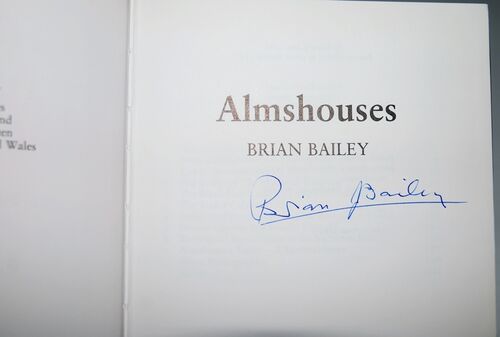 s
nd
en
Wales
Almshouses
BRIAN BAILEY
Brian Bailey